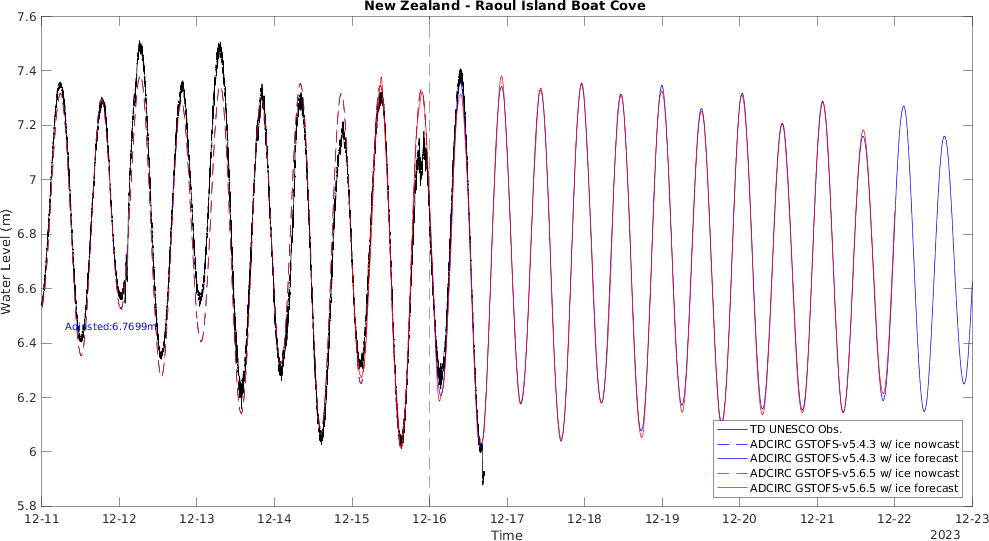 New Zealand - Raoul Island Boat Cove
7.6
7.4
7.2
7
6.8
6.6
6.4
6.2
6
5.8
Water Level (m)
Adjusted:6.7699m
TD UNESCO Obs.
ADCIRC GSTOFS-v5.4.3 w/ ice nowcast
ADCIRC GSTOFS-v5.4.3 w/ ice forecast
ADCIRC GSTOFS-v5.6.5 w/ ice nowcast
ADCIRC GSTOFS-v5.6.5 w/ ice forecast
12-11 12-12 12-13 12-14 12-15 12-16 12-17 12-18 12-19 12-20 12-21 12-22 12-23
Time
2023